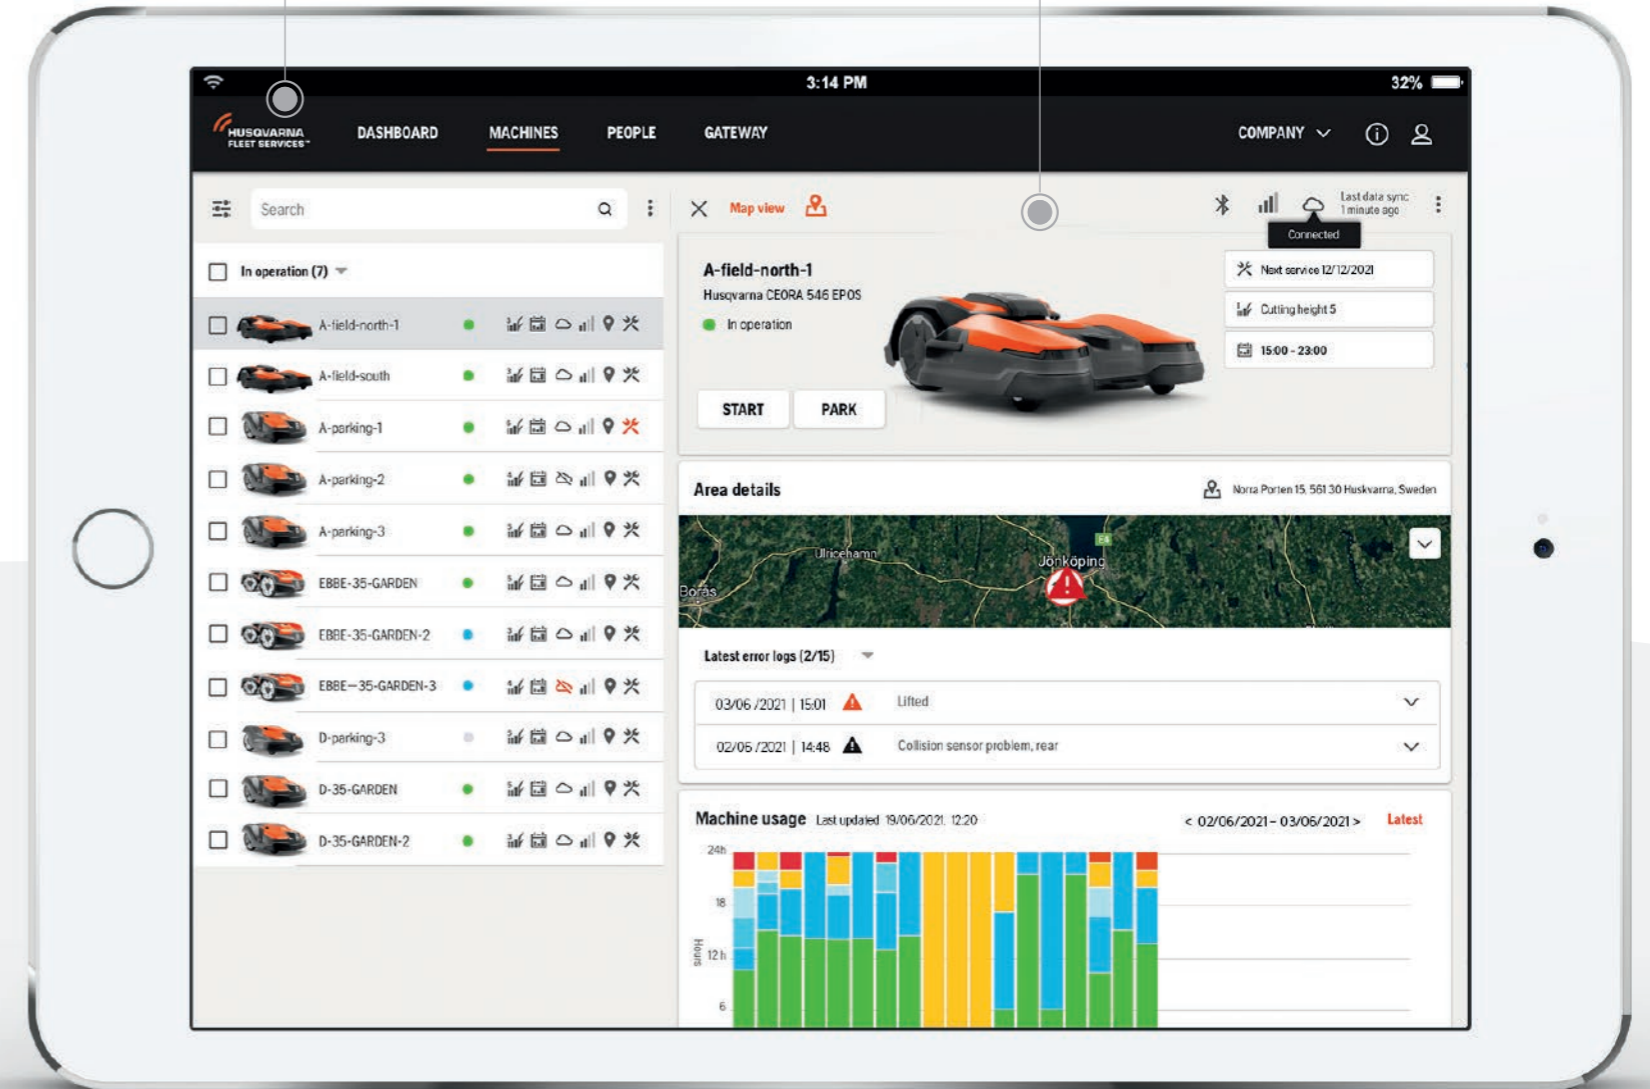 3:14 PM
32%
HUSQVARNA
FLEET SERVICES™
DASHBOARD
MACHINES
PEOPLE
GATEWAY
COMPANY
Search
Map view
Last data sync
1 minute ago
Connected
In operation (7)
A-field-north-1
A-field-south
A-parking-1
A-parking-2
A-parking-3
EBBE-35-GARDEN
EBBE-35-GARDEN-2
EBBE—35-GARDEN-3
D-parking-3
D-35-GARDEN
D-35-GARDEN-2
A-field-north-1
Husqvarna CEORA 546 EPOS
In operation
START
PARK
Next service 12/12/2021
Cutting height 5
15:00 - 23:00
Area details
Norra Porten 15, 561 30 Huskvarna, Sweden
Ulricehamn
E4
Jönköping
Borås
Latest error logs (2/15)
03/06 /2021 | 15:01
Lifted
02/06 /2021 | 14:48
Collision sensor problem, rear
Machine usage
Last updated 19/06/2021, 12:20
< 02/06/2021 - 03/06/2021 >
Latest
24h
18
12 h
6
Hours